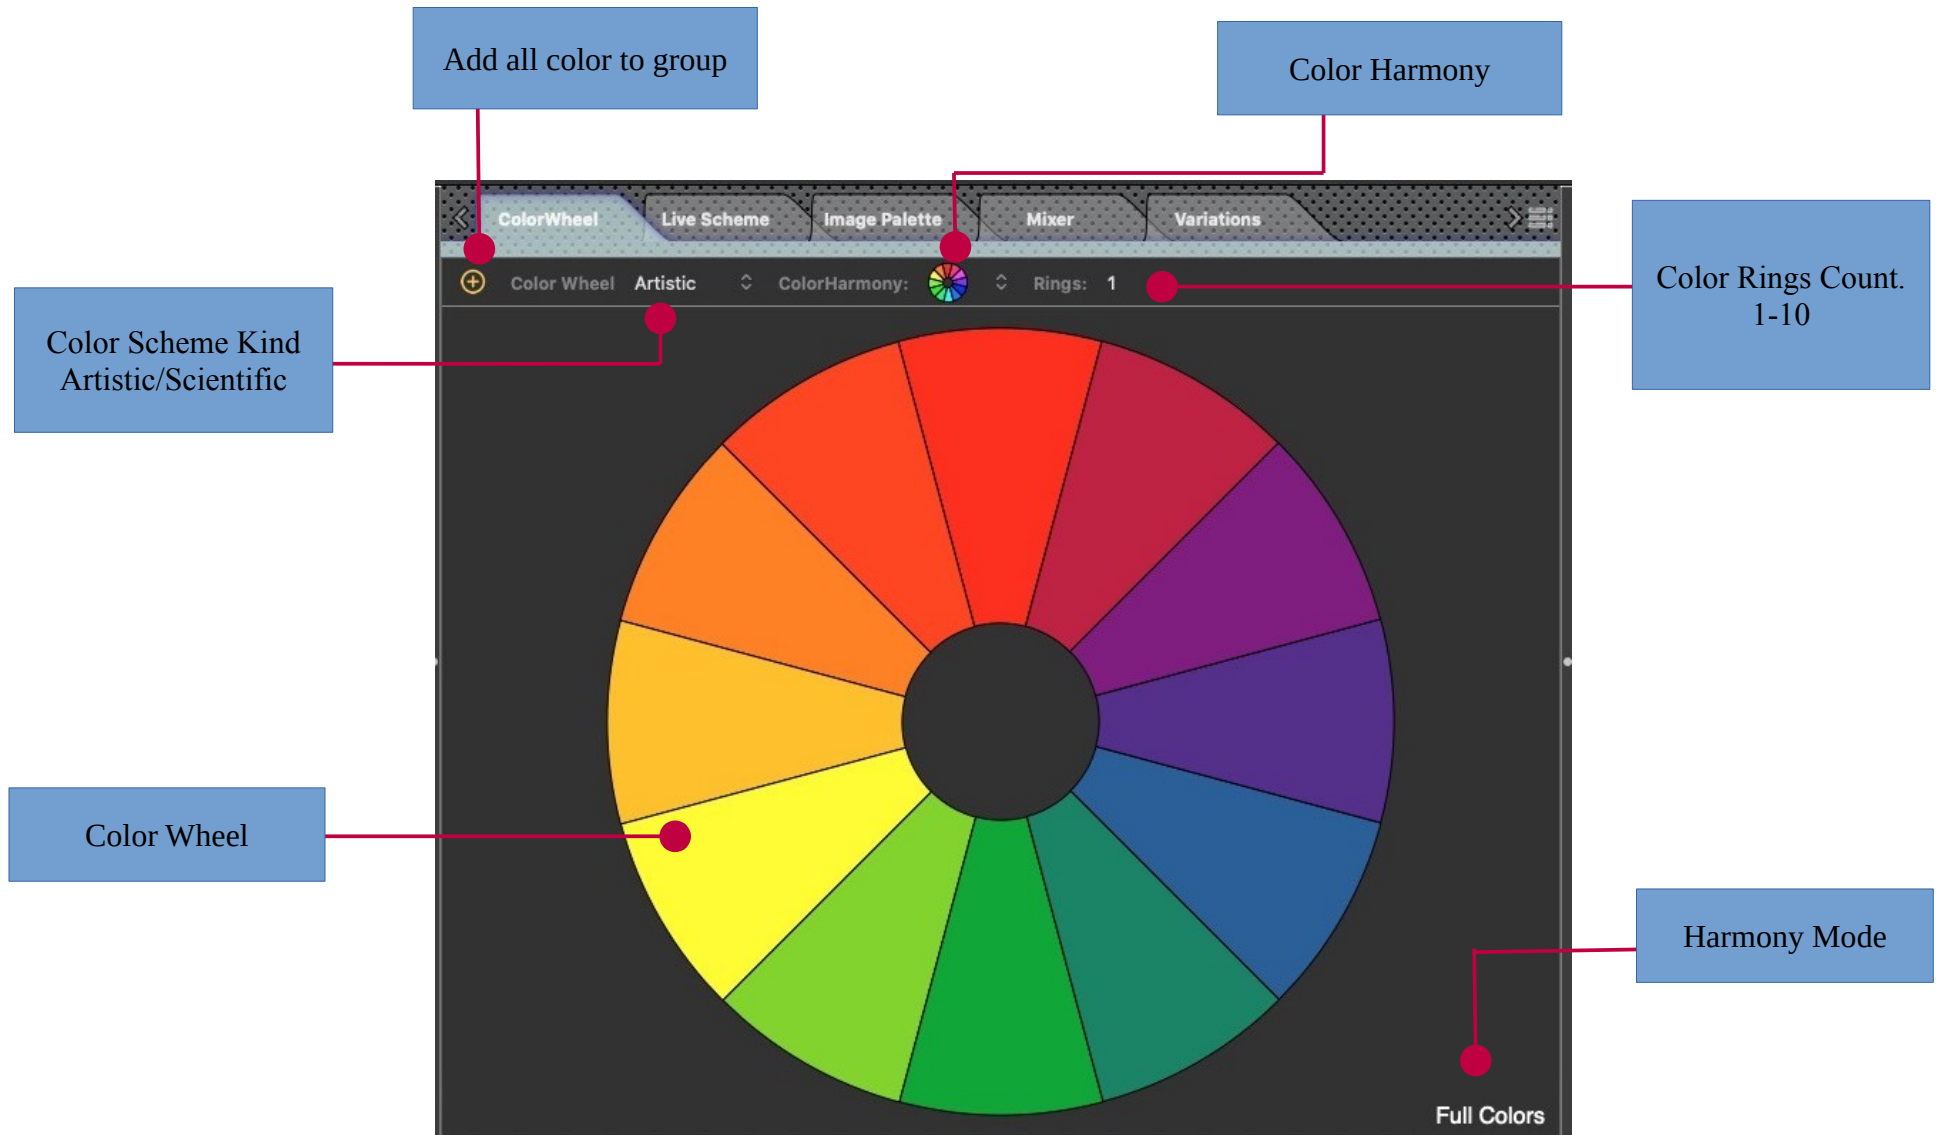 Add all color to group
Color Harmony
ColorWheel
Live Scheme
Image Palette
Mixer
Variations
Color Wheel Artistic ColorHarmony: Rings: 1
Color Rings Count.
1-10
Color Scheme Kind
Artistic/Scientific
Color Wheel
Harmony Mode
Full Colors